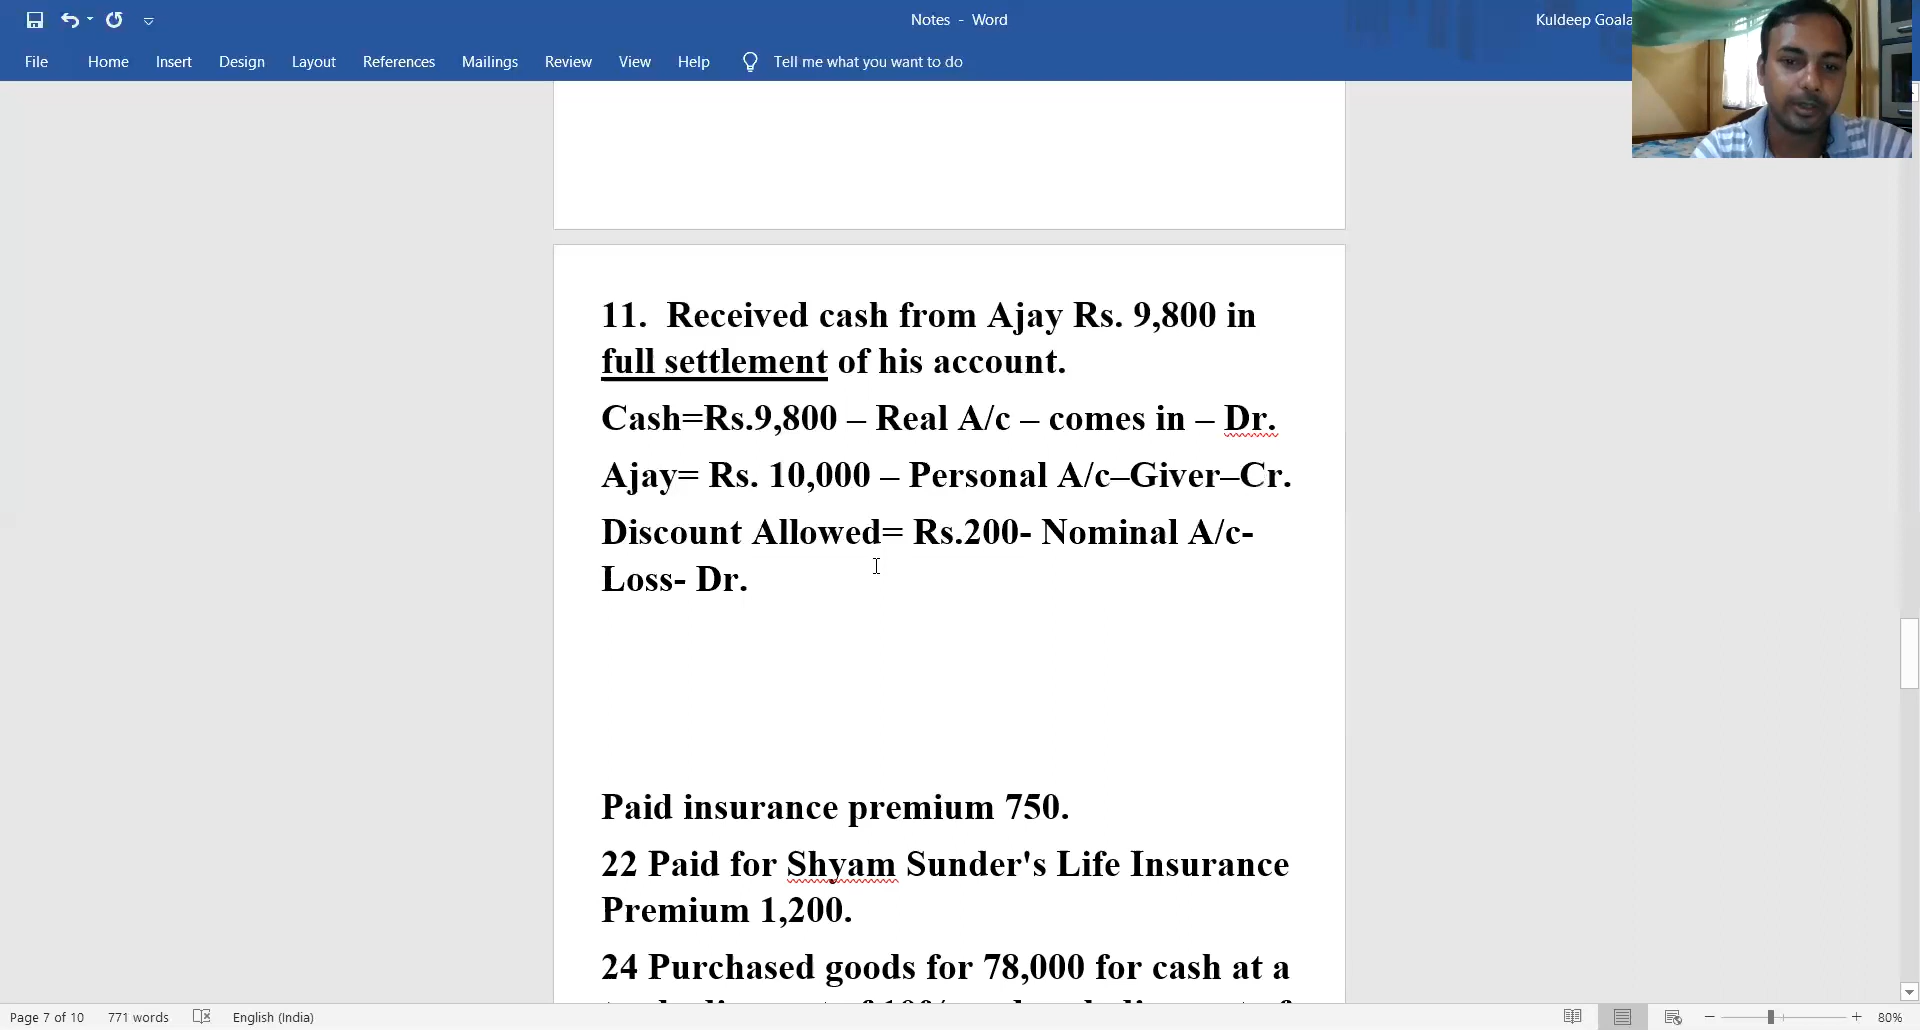 Notes - Word
Kuldeep Goala
File Home Insert Design Layout References Mailings Review View Help Tell me what you want to do
11. Received cash from Ajay Rs. 9,800 in
full settlement of his account.
Cash=Rs.9,800 – Real A/c – comes in – Dr.
Ajay= Rs. 10,000 – Personal A/c–Giver–Cr.
Discount Allowed= Rs.200- Nominal A/c-
Loss- Dr.
Paid insurance premium 750.
22 Paid for Shyam Sunder's Life Insurance
Premium 1,200.
24 Purchased goods for 78,000 for cash at a
Page 7 of 10 771 words English (India) 80%